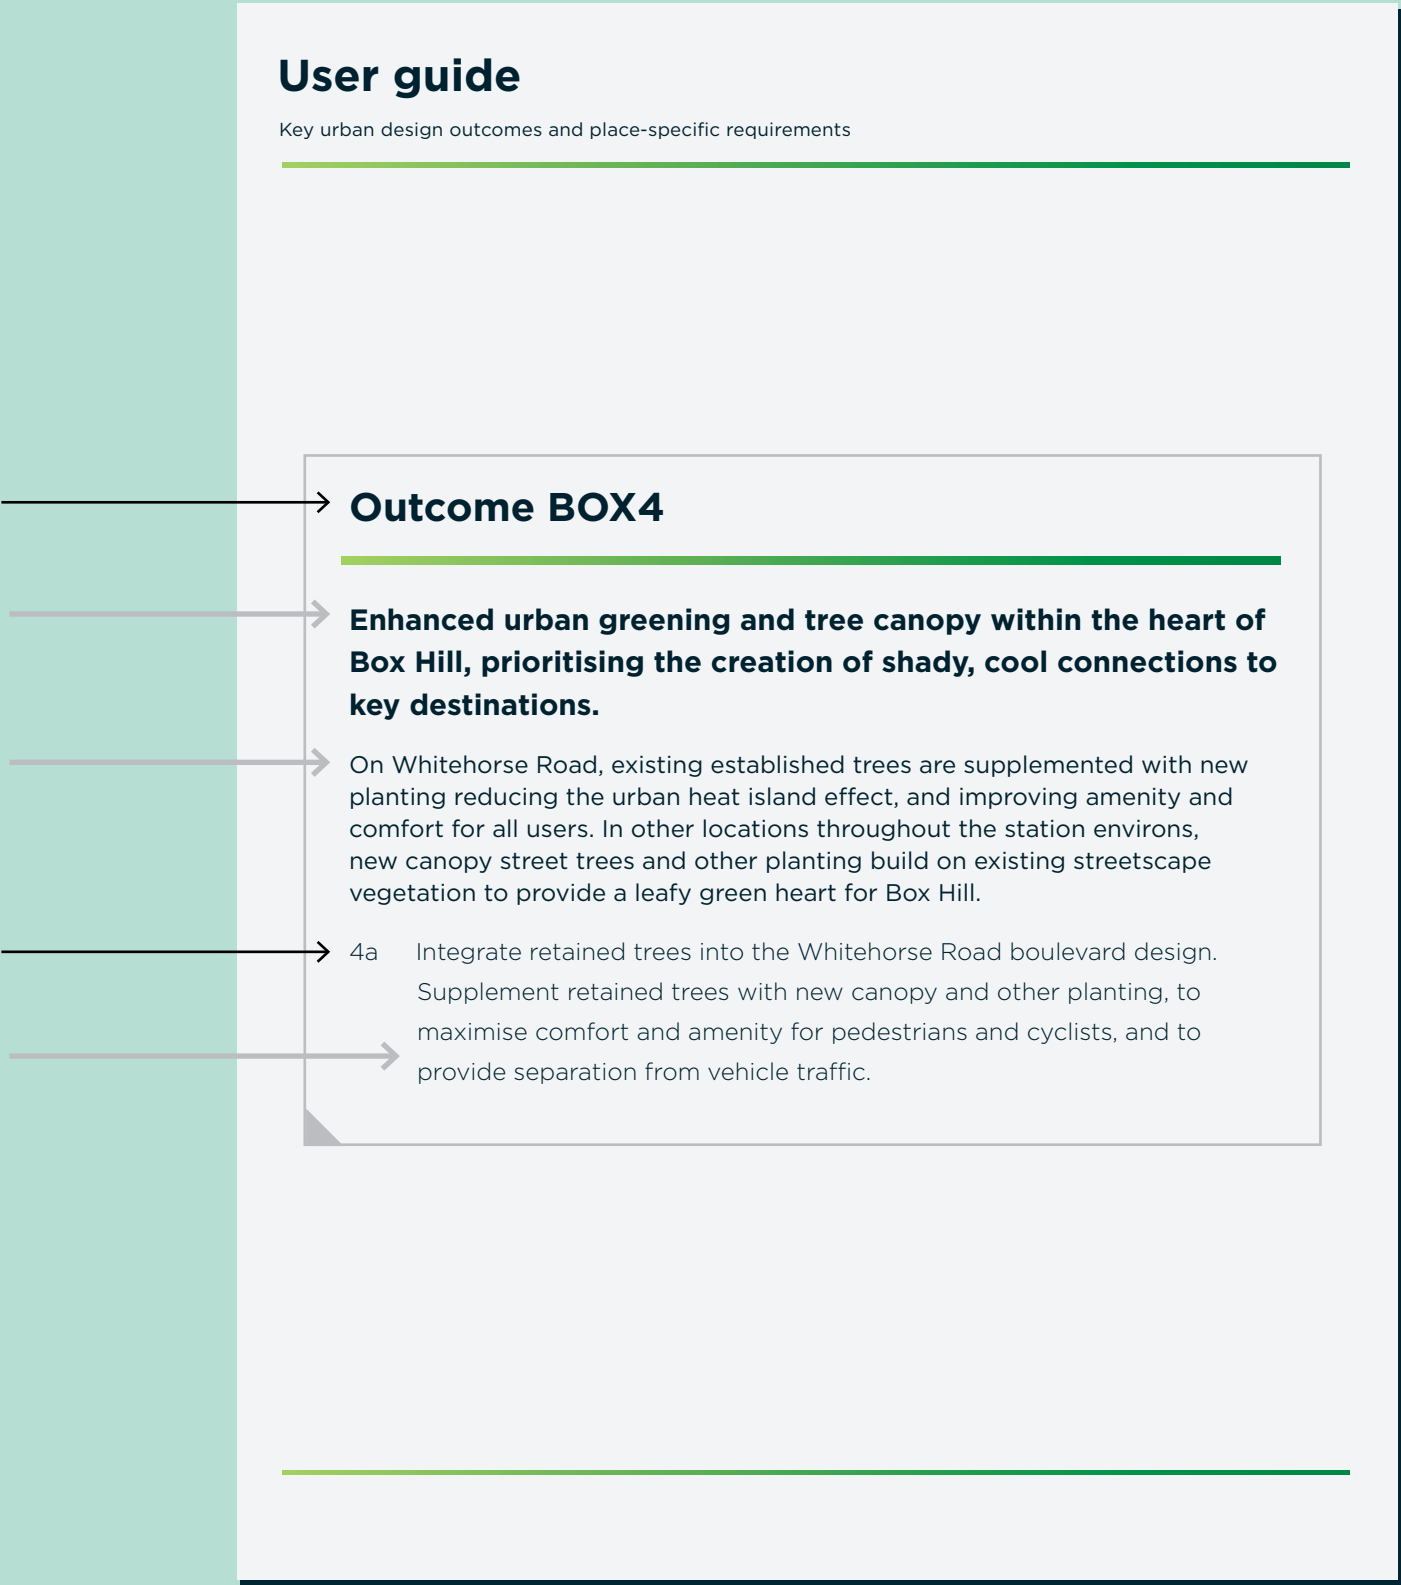 User guide
Key urban design outcomes and place-specific requirements
Outcome BOX4
Enhanced urban greening and tree canopy within the heart of
Box Hill, prioritising the creation of shady, cool connections to
key destinations.
On Whitehorse Road, existing established trees are supplemented with new
planting reducing the urban heat island effect, and improving amenity and
comfort for all users. In other locations throughout the station environs,
new canopy street trees and other planting build on existing streetscape
vegetation to provide a leafy green heart for Box Hill.
4a Integrate retained trees into the Whitehorse Road boulevard design.
Supplement retained trees with new canopy and other planting, to
maximise comfort and amenity for pedestrians and cyclists, and to
provide separation from vehicle traffic.